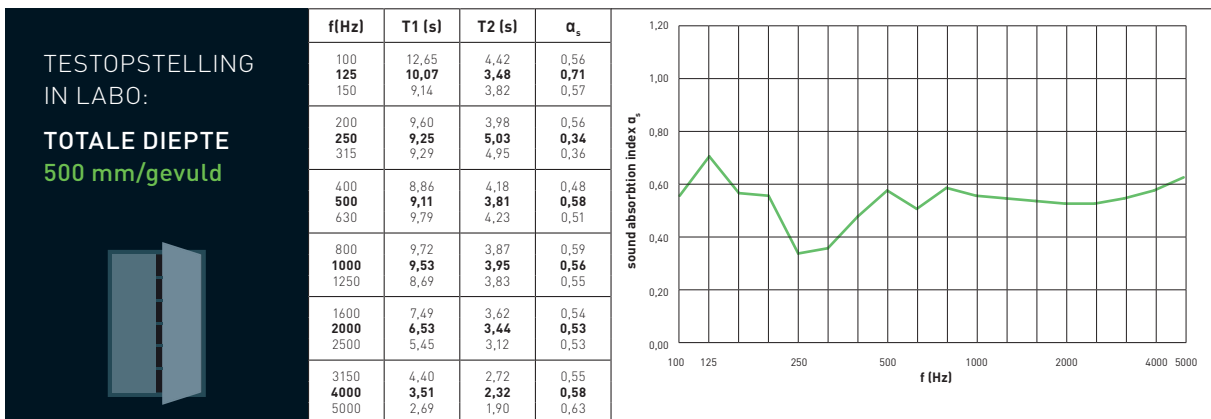 TESTOPSTELLING
IN LABO:
TOTALE DIEPTE
500 mm/gevuld
f(Hz) T1 (s) T2 (s) αs
100 12,65 4,42 0,56
125 10,07 3,48 0,71
150 9,14 3,82 0,57
200 9,60 3,98 0,56
250 9,25 5,03 0,34
315 9,29 4,95 0,36
400 8,86 4,18 0,48
500 9,11 3,81 0,58
630 9,79 4,23 0,51
800 9,72 3,87 0,59
1000 9,53 3,95 0,56
1250 8,69 3,83 0,55
1600 7,49 3,62 0,54
2000 6,53 3,44 0,53
2500 5,45 3,12 0,53
3150 4,40 2,72 0,55
4000 3,51 2,32 0,58
5000 2,69 1,90 0,63
sound absorbtion index αs
1,20
1,00
0,80
0,60
0,40
0,20
0,00
100 125 250 500 1000 2000 4000 5000
f (Hz)